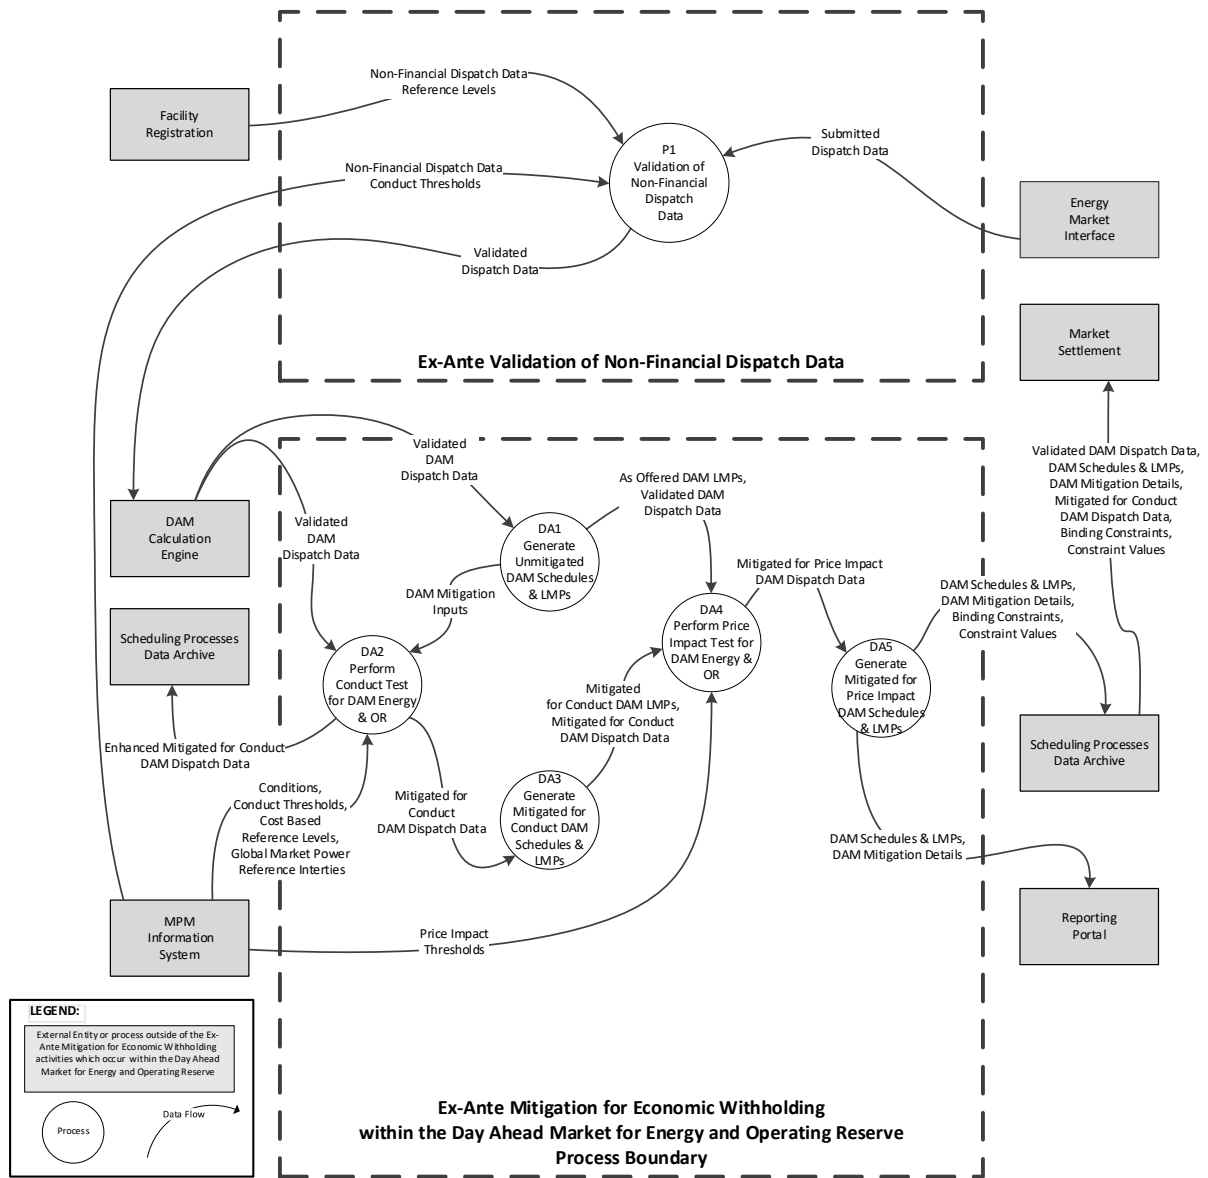 Non-Financial Dispatch Data
Reference Levels
Facility
Registration
P1
Validation of
Non-Financial
Dispatch
Data
Submitted
Dispatch Data
Non-Financial Dispatch Data
Conduct Thresholds
Energy
Market
Interface
Validated
Dispatch Data
Market
Settlement
Ex-Ante Validation of Non-Financial Dispatch Data
Validated
DAM
Dispatch Data
Validated DAM Dispatch Data,
DAM Schedules & LMPs,
DAM Mitigation Details,
Mitigated for Conduct
DAM Dispatch Data,
Binding Constraints,
Constraint Values
As Offered DAM LMPs,
Validated DAM
Dispatch Data
DAM
Calculation
Engine
Validated
DAM
Dispatch Data
DA1
Generate
Unmitigated
DAM Schedules
& LMPs
DAM Mitigation
Inputs
Mitigated for Price Impact
DAM Dispatch Data
DAM Schedules & LMPs,
DAM Mitigation Details,
Binding Constraints,
Constraint Values
Scheduling Processes
Data Archive
DA2
Perform
Conduct Test
for DAM Energy
& OR
DA4
Perform Price
Impact Test for
DAM Energy &
OR
DA5
Generate
Mitigated for
Price Impact
DAM Schedules
& LMPs
Mitigated
for Conduct DAM LMPs,
Mitigated for Conduct
DAM Dispatch Data
Enhanced Mitigated for Conduct
DAM Dispatch Data
Scheduling Processes
Data Archive
Conditions,
Conduct Thresholds,
Cost Based
Reference Levels,
Global Market Power
Reference Interties
Mitigated for
Conduct
DAM Dispatch Data
DA3
Generate
Mitigated for
Conduct DAM
Schedules &
LMPs
DAM Schedules & LMPs,
DAM Mitigation Details
MPM
Information
System
Price Impact
Thresholds
Reporting
Portal
LEGEND:
External Entity or process outside of the Ex-
Ante Mitigation for Economic Withholding
activities which occur within the Day Ahead
Market for Energy and Operating Reserve
Process
Data Flow
Ex-Ante Mitigation for Economic Withholding
within the Day Ahead Market for Energy and Operating Reserve
Process Boundary